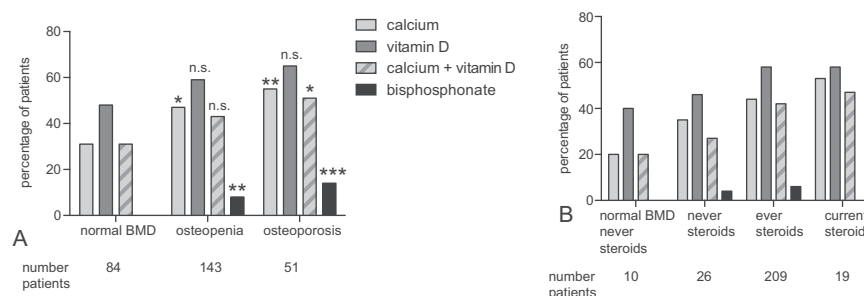 calcium
vitamin D
calcium + vitamin D
bisphosphonate
percentage of patients
80
60
40
20
0
*
n.s.
n.s.
**
**
n.s.
*
***
normal BMD
osteopenia
osteoporosis
A
number
patients
84
143
51
percentage of patients
80
60
40
20
0
B
normal BMD
never
steroids
never
steroids
ever
steroids
current
steroid
number
patients
10
26
209
19